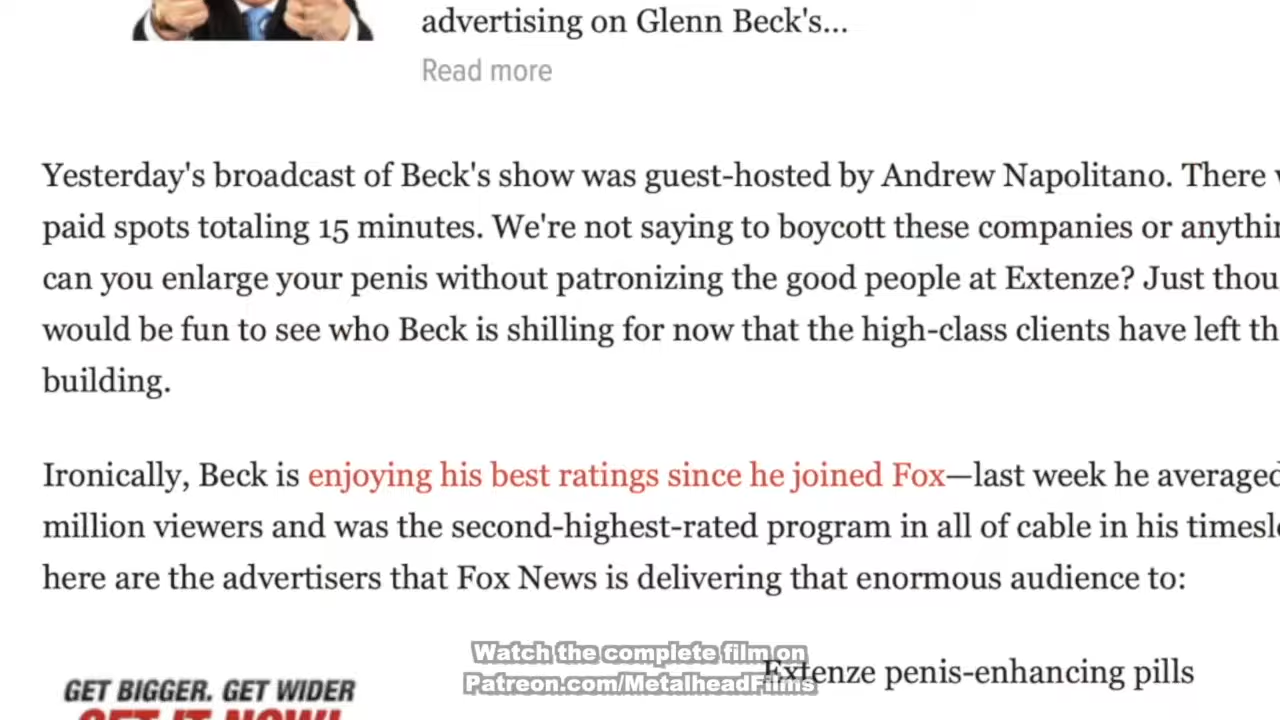 advertising on Glenn Beck's...
Read more
Yesterday's broadcast of Beck's show was guest-hosted by Andrew Napolitano. There
paid spots totaling 15 minutes. We're not saying to boycott these companies or
can you enlarge your penis without patronizing the good people at Extenze? Just
would be fun to see who Beck is shilling for now that the high-class clients have left
building.
Ironically, Beck is enjoying his best ratings since he joined Fox—last week he averaged
million viewers and was the second-highest-rated program in all of cable in his
here are the advertisers that Fox News is delivering that enormous audience to:
Watch the complete film on
Patreon.com/MetalheadFilms
Extenze penis-enhancing pills
GET BIGGER. GET WIDER
GET IT NOW!